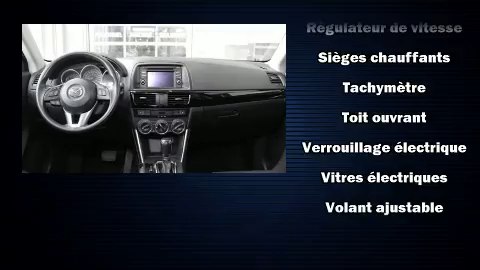 Régulateur de vitesse
Sièges chauffants
Tachymètre
Toit ouvrant
Verrouillage électrique
Vitres électriques
Volant ajustable